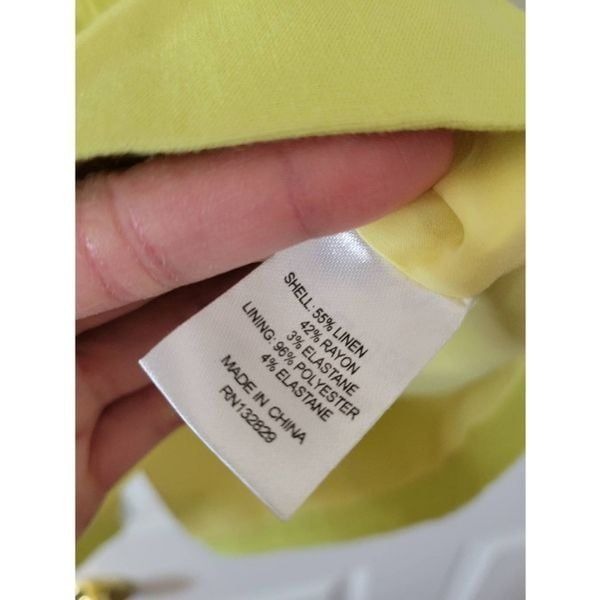 SHELL: 55% LINEN
42% RAYON
3% ELASTANE
LINING: 96% POLYESTER
4% ELASTANE
MADE IN CHINA
RN132829